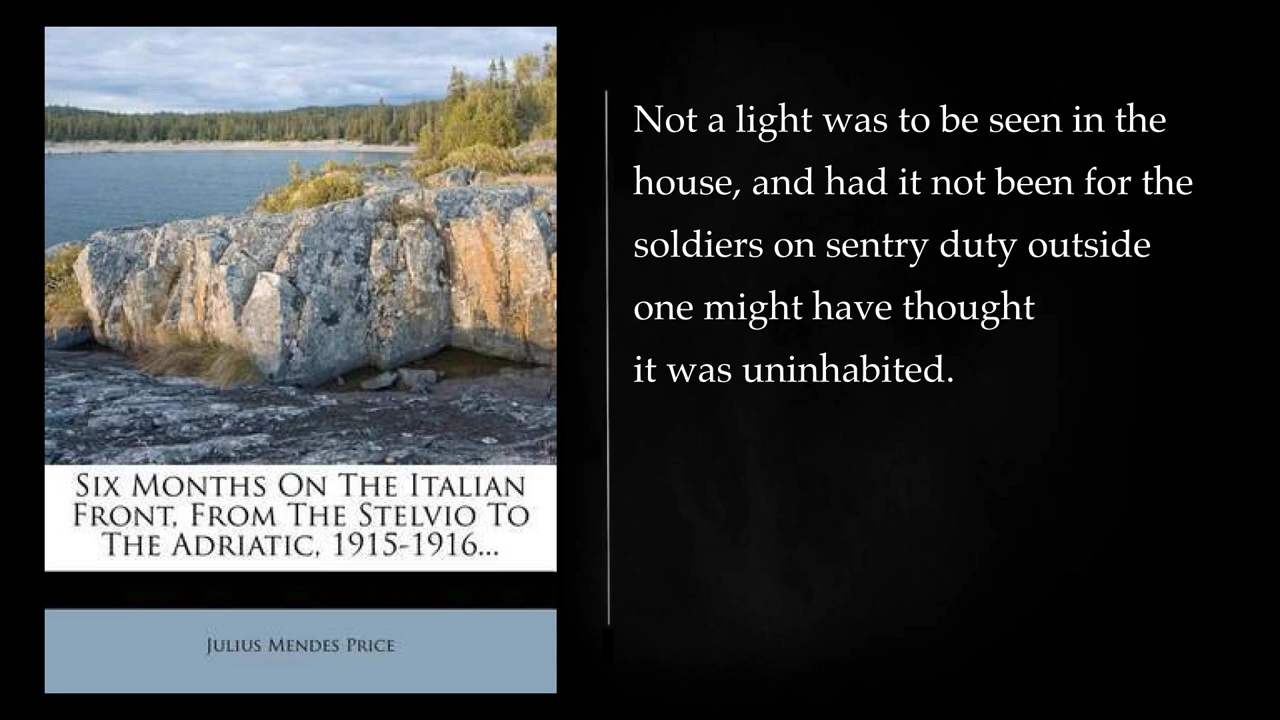 SIX MONTHS ON THE ITALIAN
FRONT, FROM THE STELVIO TO
THE ADRIATIC, 1915-1916...
JULIUS MENDES PRICE
Not a light was to be seen in the
house, and had it not been for the
soldiers on sentry duty outside
one might have thought
it was uninhabited.